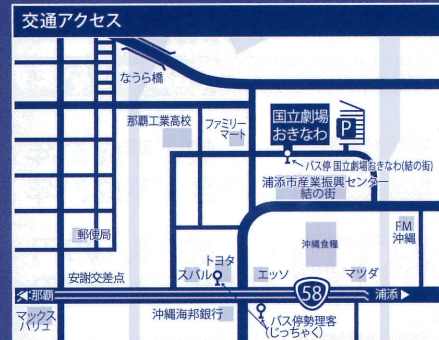 交通アクセス
なうら橋
那覇工業高校
ファミリー
マート
国立劇場
おきなわ
P
バス停 国立劇場おきなわ(結の街)
浦添市産業振興センター
結の街
郵便局
沖縄食糧
FM
沖縄
トヨタ
スバル
エッソ
マツダ
安謝交差点
◀那覇
58
浦添▶
マックス
バリュ
沖縄海邦銀行
バス停勢理客
(じっちゃく)